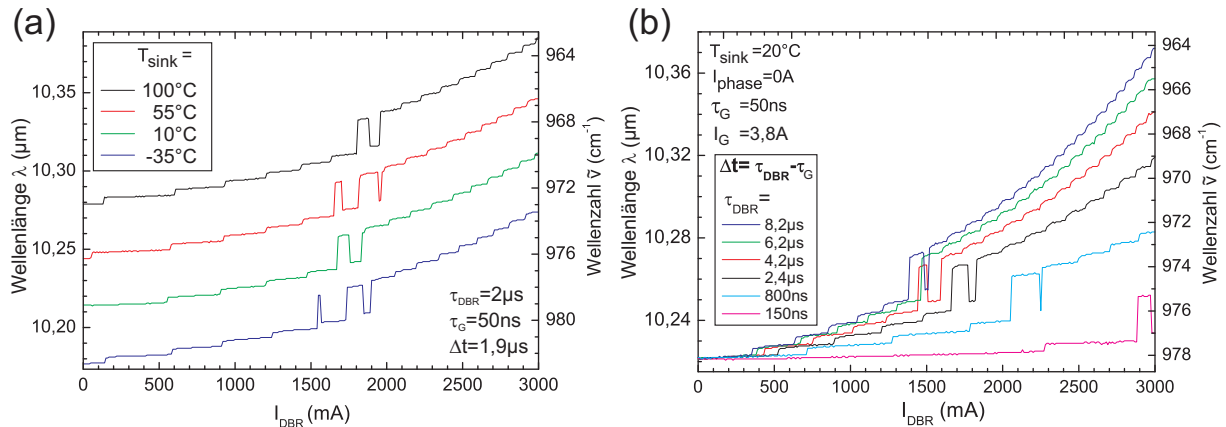 (a)
T_sink =
100°C
55°C
10°C
-35°C
10,35
10,30
10,25
10,20
Wellenlänge λ (µm)
964
968
972
976
980
Wellenzahl ṽ (cm⁻¹)
τ_DBR=2µs
τ_G=50ns
Δt=1,9µs
0 500 1000 1500 2000 2500 3000
I_DBR (mA)
(b)
T_sink=20°C
I_phase=0A
τ_G=50ns
I_G=3,8A
Δt= τ_DBR-τ_G
τ_DBR=
8,2µs
6,2µs
4,2µs
2,4µs
800ns
150ns
10,36
10,32
10,28
10,24
Wellenlänge λ (µm)
964
966
968
970
972
974
976
978
Wellenzahl ṽ (cm⁻¹)
0 500 1000 1500 2000 2500 3000
I_DBR (mA)